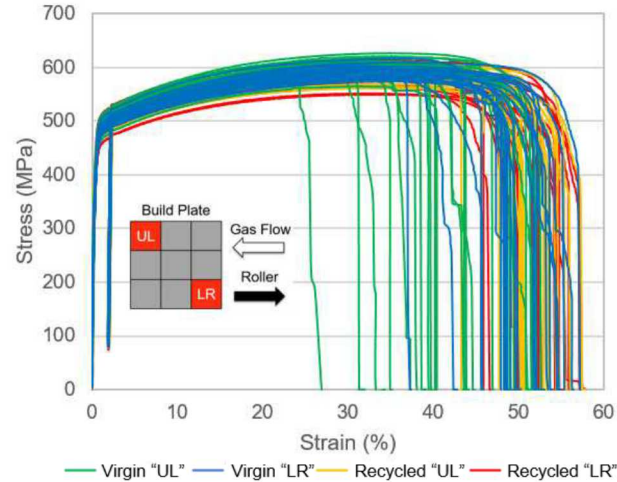 700
600
500
400
300
200
100
0
Stress (MPa)
Build Plate
UL
LR
Gas Flow
Roller
0 10 20 30 40 50 60
Strain (%)
Virgin “UL” Virgin “LR” Recycled “UL” Recycled “LR”